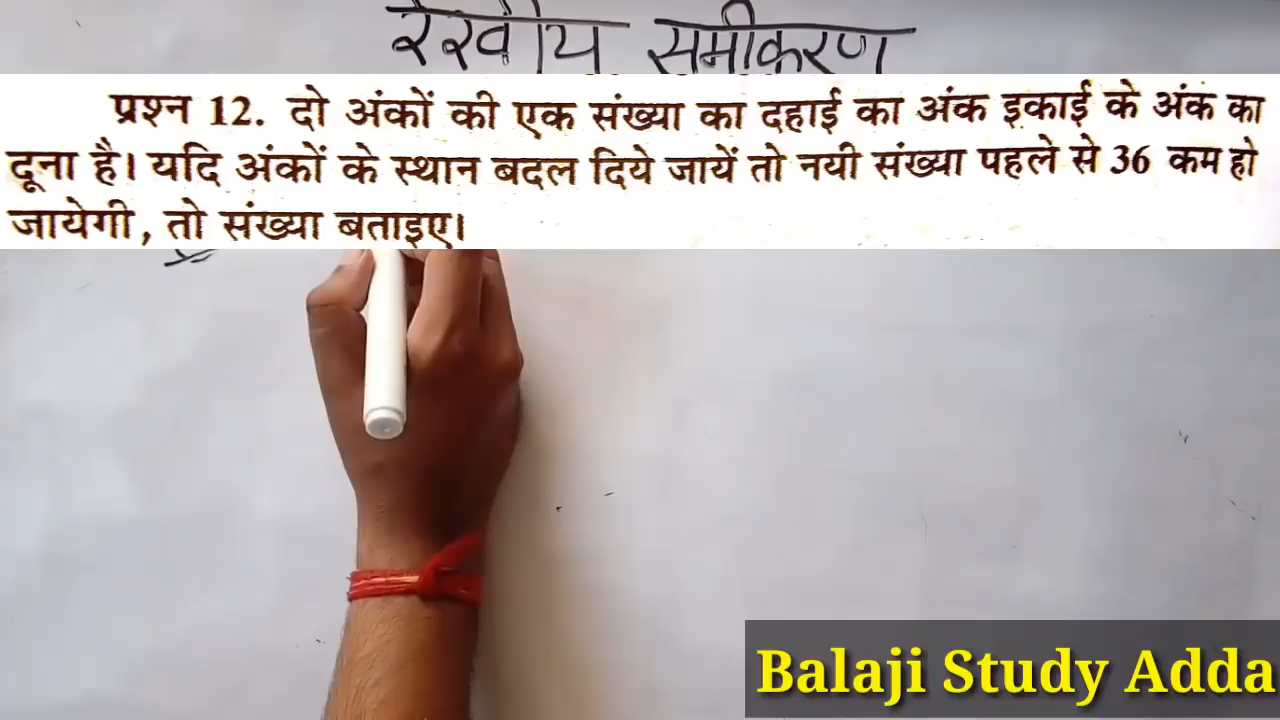 रेखीय समीकरण
प्रश्न 12. दो अंकों की एक संख्या का दहाई का अंक इकाई के अंक का
दूना है। यदि अंकों के स्थान बदल दिये जायें तो नयी संख्या पहले से 36 कम हो
जायेगी, तो संख्या बताइए।
Balaji Study Adda